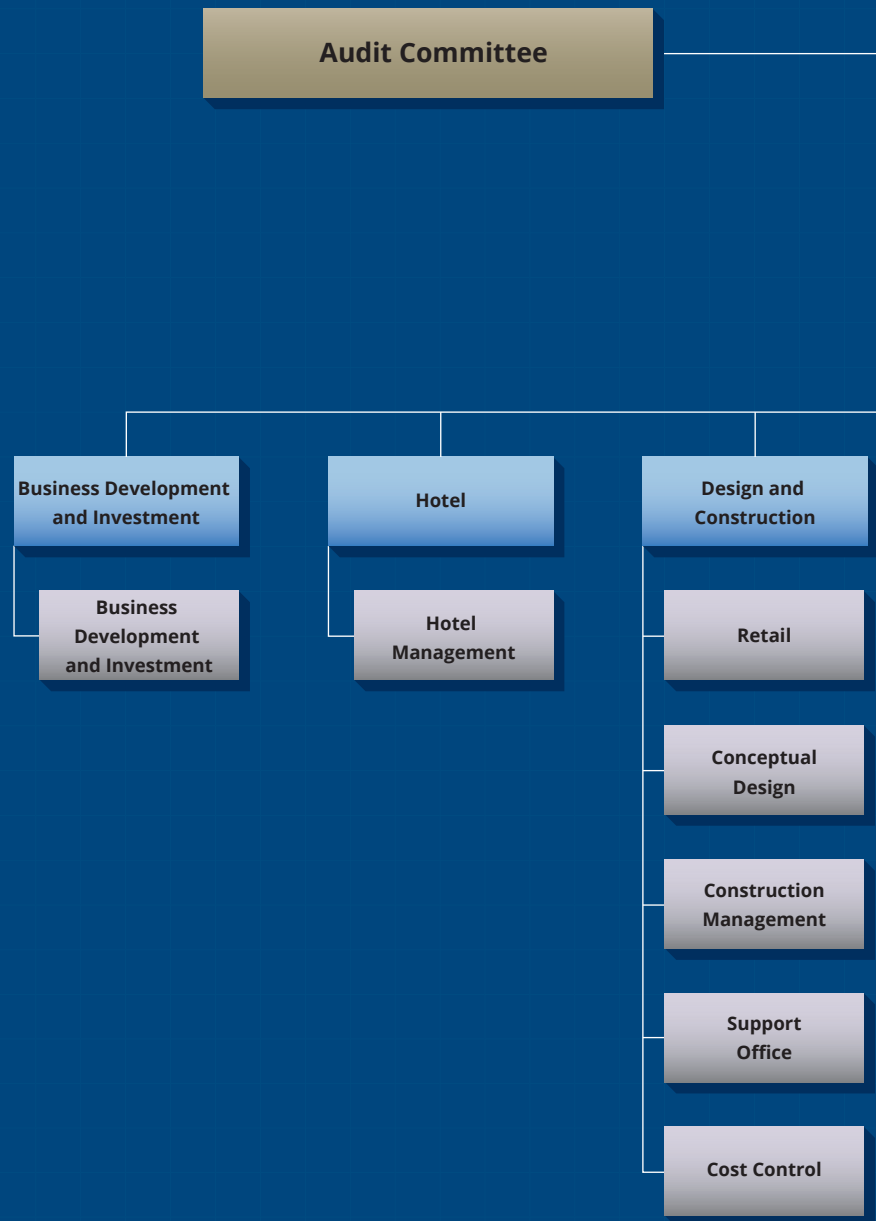 Audit Committee
Business Development
and Investment
Hotel
Design and
Construction
Business
Development
and Investment
Hotel
Management
Retail
Conceptual
Design
Construction
Management
Support
Office
Cost Control